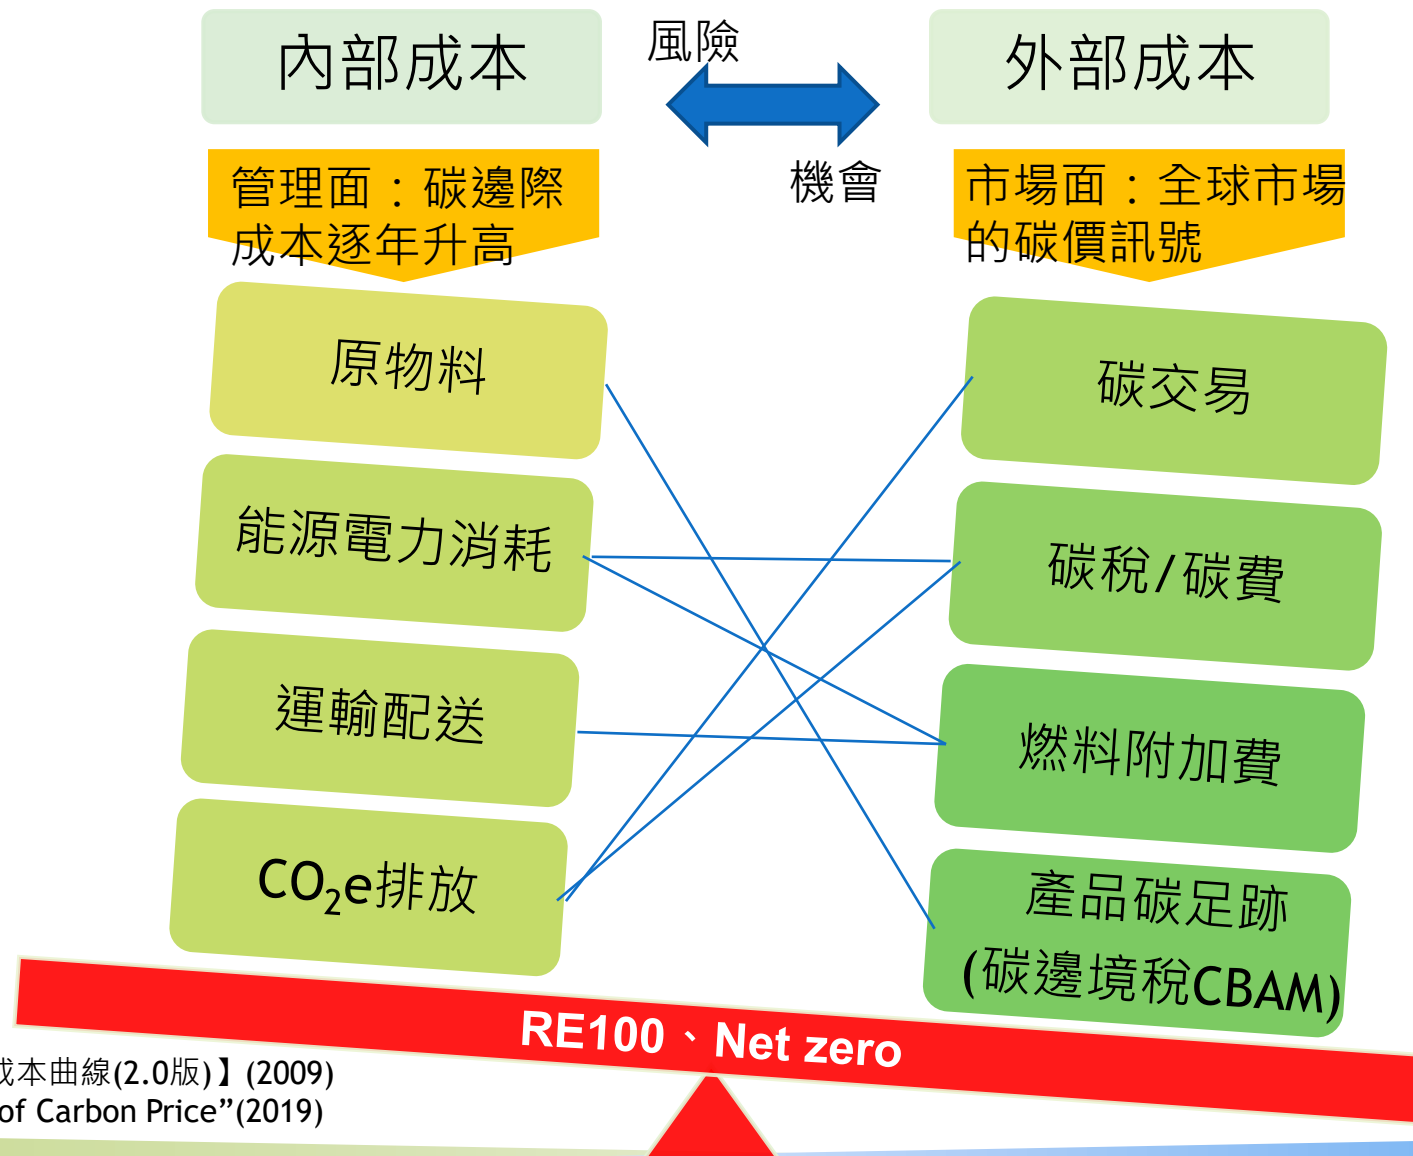 內部成本
風險
外部成本
機會
管理面：碳邊際
成本逐年升高
市場面：全球市場
的碳價訊號
原物料
能源電力消耗
運輸配送
CO₂e排放
碳交易
碳稅/碳費
燃料附加費
產品碳足跡
(碳邊境稅CBAM)
RE100、Net zero
成本曲線(2.0版)】(2009)
of Carbon Price”(2019)